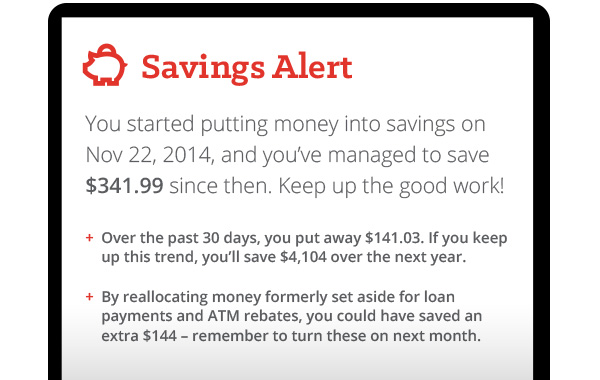 Savings Alert
You started putting money into savings on
Nov 22, 2014, and you’ve managed to save
$341.99 since then. Keep up the good work!
+ Over the past 30 days, you put away $141.03. If you keep
up this trend, you’ll save $4,104 over the next year.
+ By reallocating money formerly set aside for loan
payments and ATM rebates, you could have saved an
extra $144 – remember to turn these on next month.